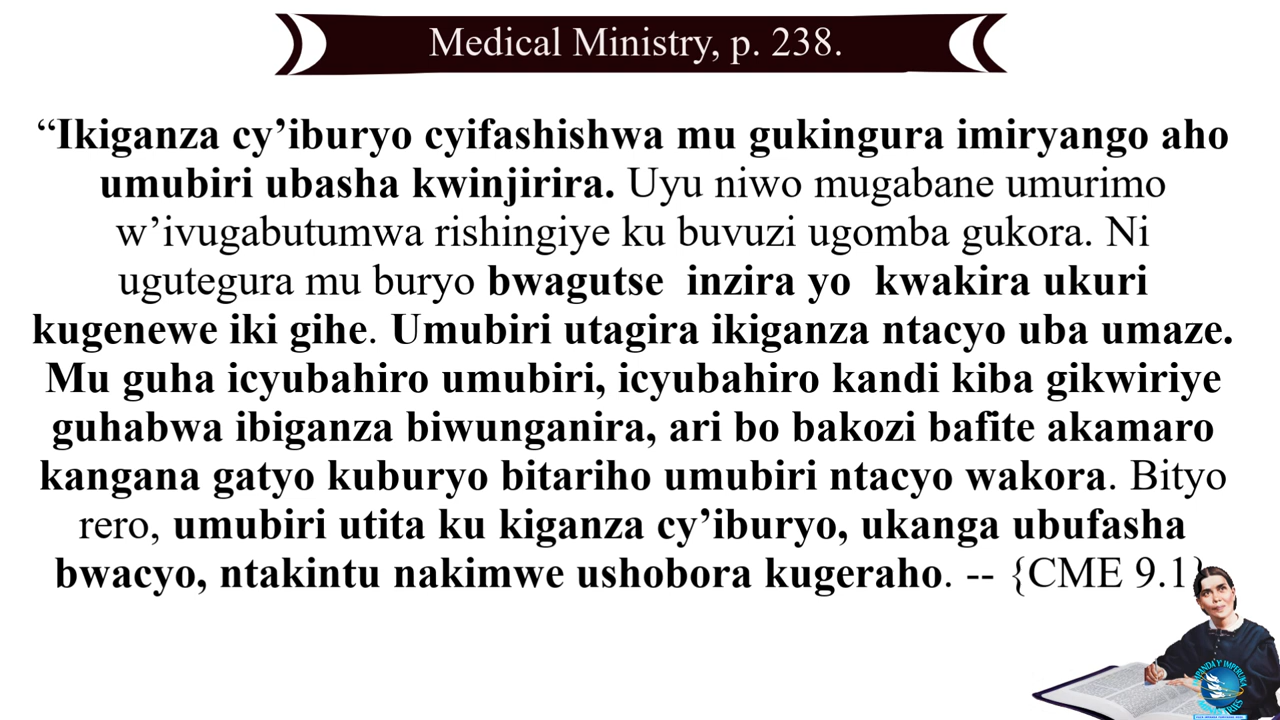 Medical Ministry, p. 238.
“Ikiganza cy’iburyo cyifashishwa mu gukingura imiryango aho
umubiri ubasha kwinjirira. Uyu niwo mugabane umurimo
w’ivugabutumwa rishingiye ku buvuzi ugomba gukora. Ni
ugutegura mu buryo bwagutse inzira yo kwakira ukuri
kugenewe iki gihe. Umubiri utagira ikiganza ntacyo uba umaze.
Mu guha icyubahiro umubiri, icyubahiro kandi kiba gikwiriye
guhabwa ibiganza biwunganira, ari bo bakozi bafite akamaro
kangana gatyo kuburyo bitariho umubiri ntacyo wakora. Bityo
rero, umubiri utita ku kiganza cy’iburyo, ukanga ubufasha
bwacyo, ntakintu nakimwe ushobora kugeraho. -- {CME 9.1}